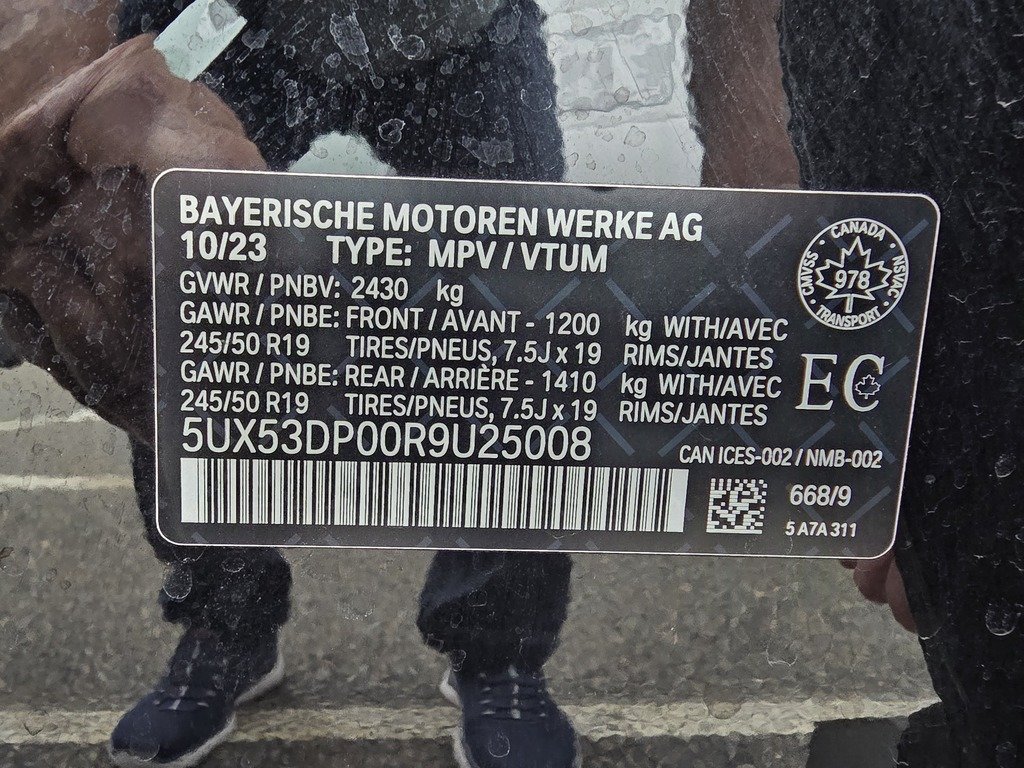 BAYERISCHE MOTOREN WERKE AG
10/23 TYPE: MPV / VTUM
GVWR / PNBV: 2430 kg
GAWR / PNBE: FRONT / AVANT - 1200 kg WITH/AVEC
245/50 R19 TIRES/PNEUS, 7.5J x 19 RIMS/JANTES
GAWR / PNBE: REAR / ARRIÈRE - 1410 kg WITH/AVEC
245/50 R19 TIRES/PNEUS, 7.5J x 19 RIMS/JANTES
5UX53DP00R9U25008
CANADA
CMVSS 978 NSVAC
TRANSPORT
EC
CAN ICES-002 / NMB-002
668/9
5 A7A 311